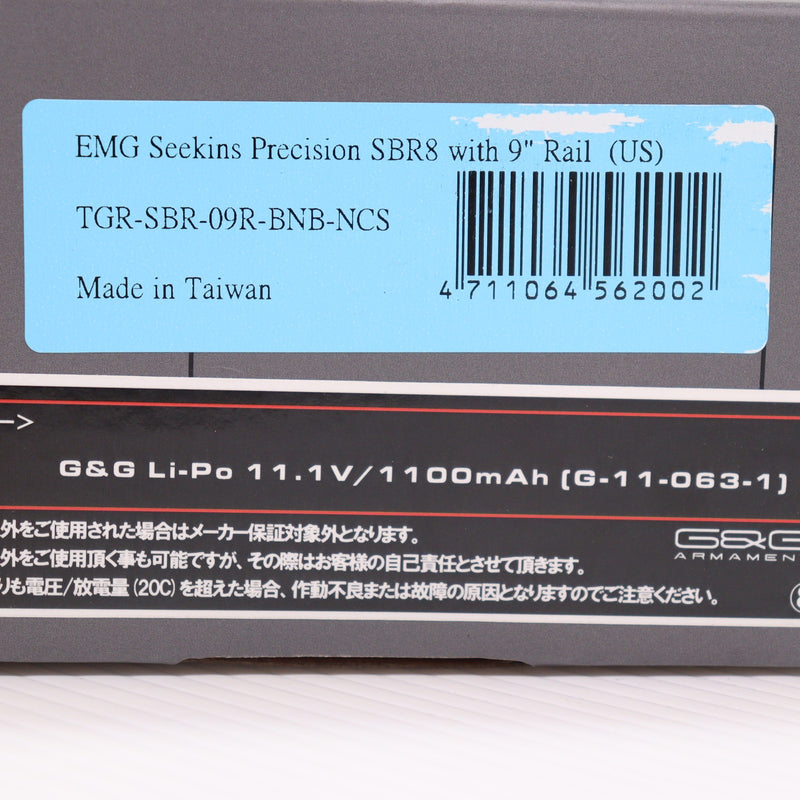 EMG Seekins Precision SBR8 with 9" Rail (US)
TGR-SBR-09R-BNB-NCS
Made in Taiwan
4 711064 562002
ー>
G&G Li-Po 11.1V/1100mAh (G-11-063-1)
外をご使用された場合はメーカー保証対象外となります。
外をご使用頂く事も可能ですが、その際はお客様の自己責任とさせて頂きます。
りも電圧/放電量(20C)を超えた場合、作動不良または故障の原因となりますのでご注意ください。
G&G
ARMAMEN